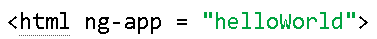 <html ng-app = "helloWorld">